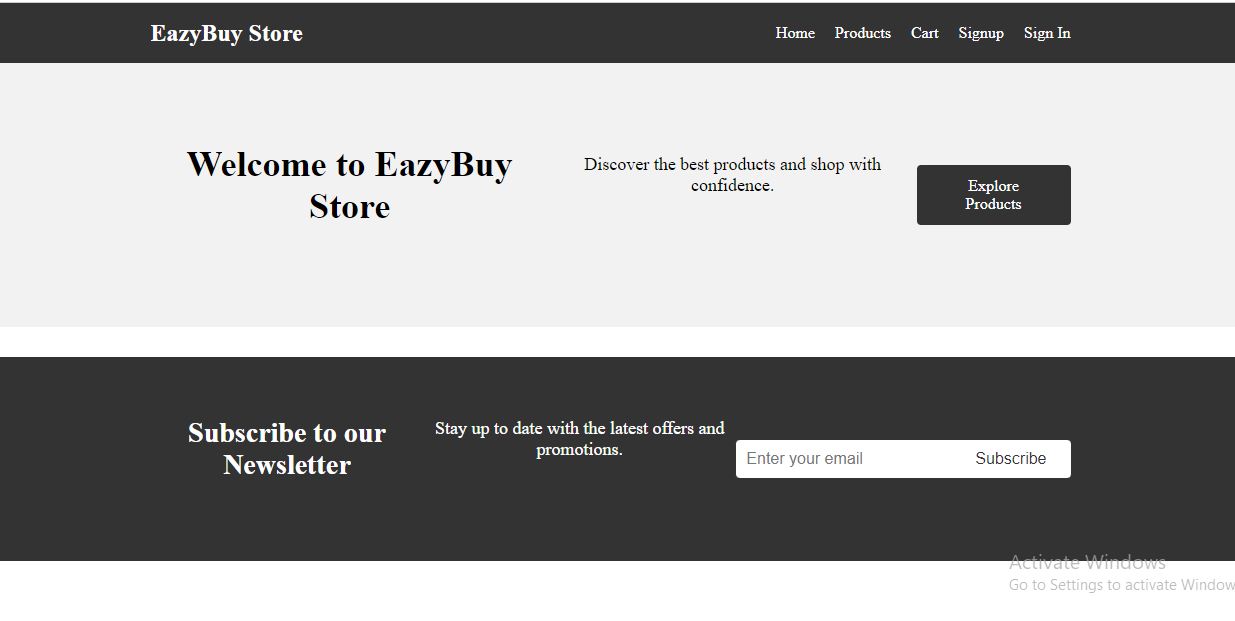 EazyBuy Store
Home Products Cart Signup Sign In
Welcome to EazyBuy
Store
Discover the best products and shop with
confidence.
Explore
Products
Subscribe to our
Newsletter
Stay up to date with the latest offers and
promotions.
Enter your email
Subscribe
Activate Windows
Go to Settings to activate Window